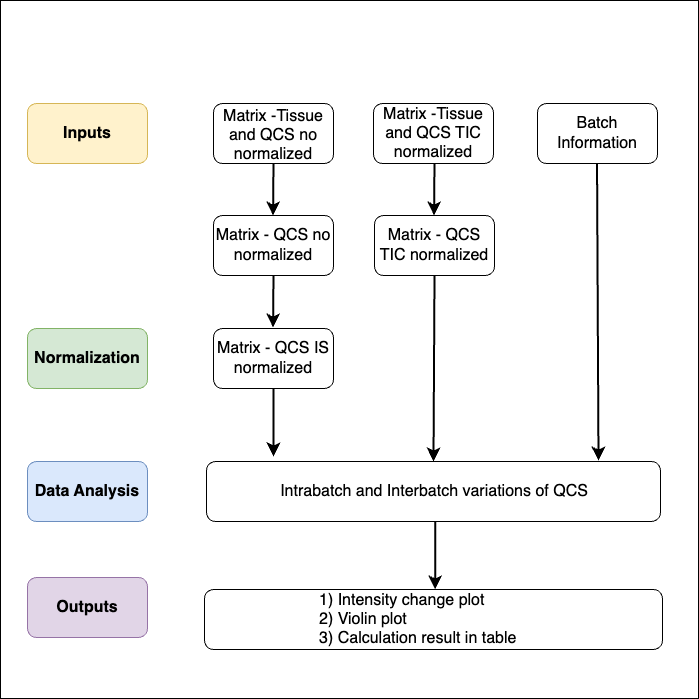 Inputs
Matrix -Tissue
and QCS no
normalized
Matrix -Tissue
and QCS TIC
normalized
Batch
Information
Matrix - QCS no
normalized
Matrix - QCS
TIC normalized
Normalization
Matrix - QCS IS
normalized
Data Analysis
Intrabatch and Interbatch variations of QCS
Outputs
1) Intensity change plot
2) Violin plot
3) Calculation result in table